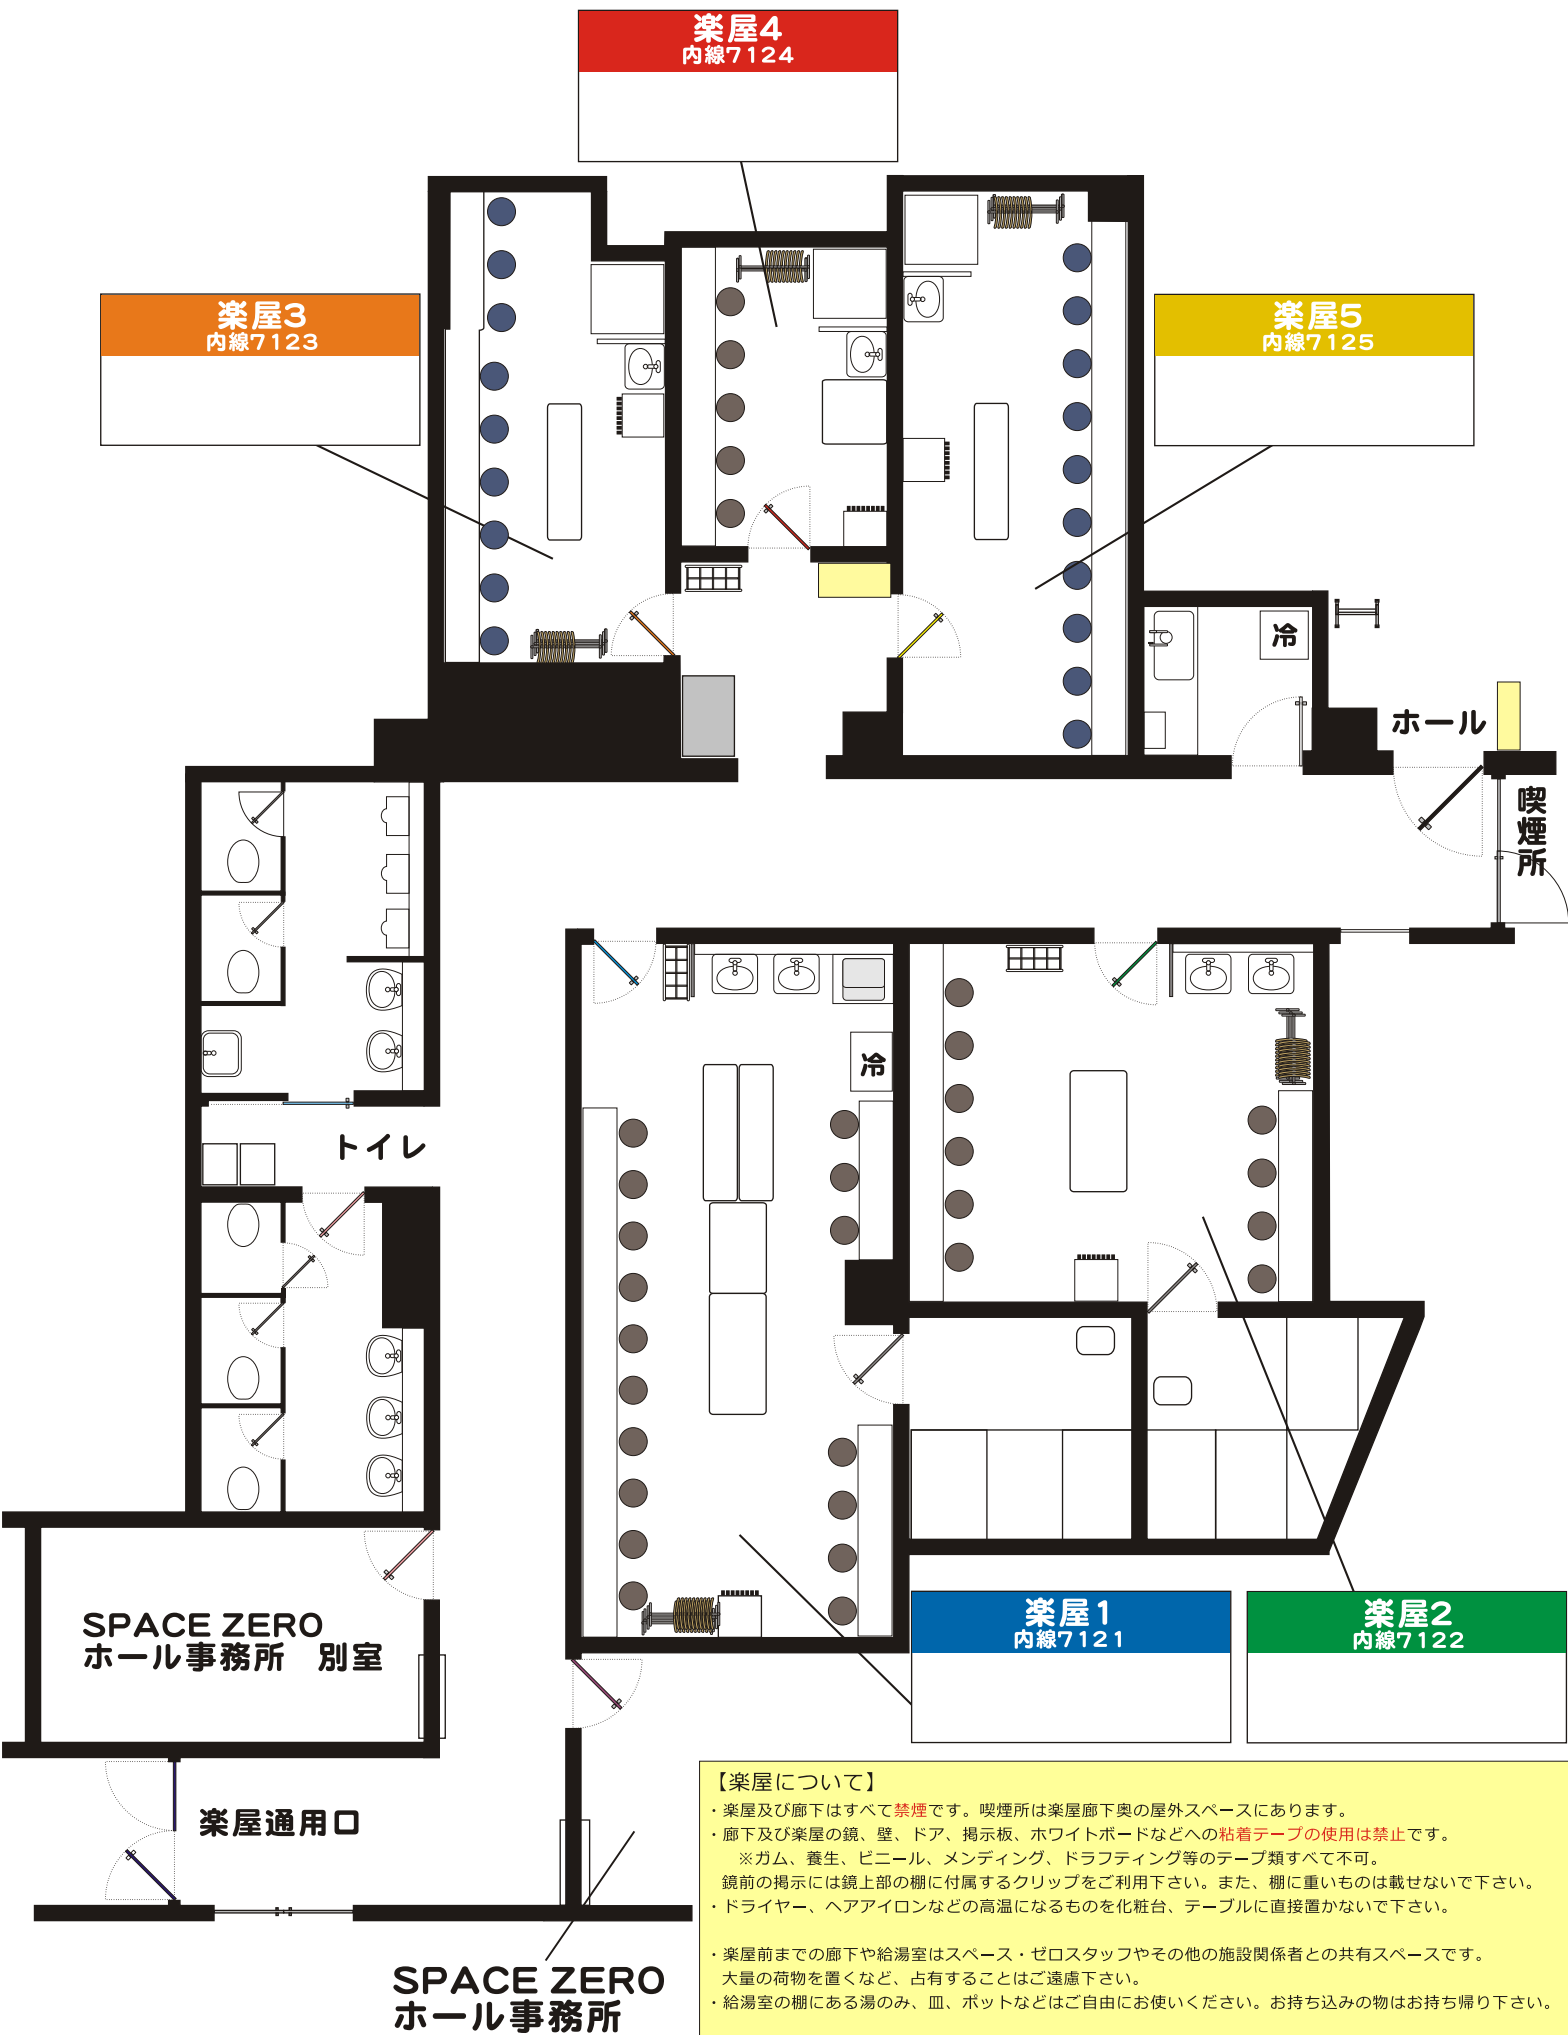 楽屋4
内線7124
楽屋3
内線7123
楽屋5
内線7125
冷
ホール
喫煙所
冷
トイレ
SPACE ZERO
ホール事務所　別室
楽屋1
内線7121
楽屋2
内線7122
楽屋通用口
SPACE ZERO
ホール事務所
【楽屋について】
・楽屋及び廊下はすべて禁煙です。喫煙所は楽屋廊下奥の屋外スペースにあります。
・廊下及び楽屋の鏡、壁、ドア、掲示板、ホワイトボードなどへの粘着テープの使用は禁止です。
※ガム、養生、ビニール、メンディング、ドラフティング等のテープ類すべて不可。
鏡前の掲示には鏡上部の棚に付属するクリップをご利用下さい。また、棚に重いものは載せないで下さい。
・ドライヤー、ヘアアイロンなどの高温になるものを化粧台、テーブルに直接置かないで下さい。
・楽屋前までの廊下や給湯室はスペース・ゼロスタッフやその他の施設関係者との共有スペースです。
大量の荷物を置くなど、占有することはご遠慮下さい。
・給湯室の棚にある湯のみ、皿、ポットなどはご自由にお使いください。お持ち込みの物はお持ち帰り下さい。